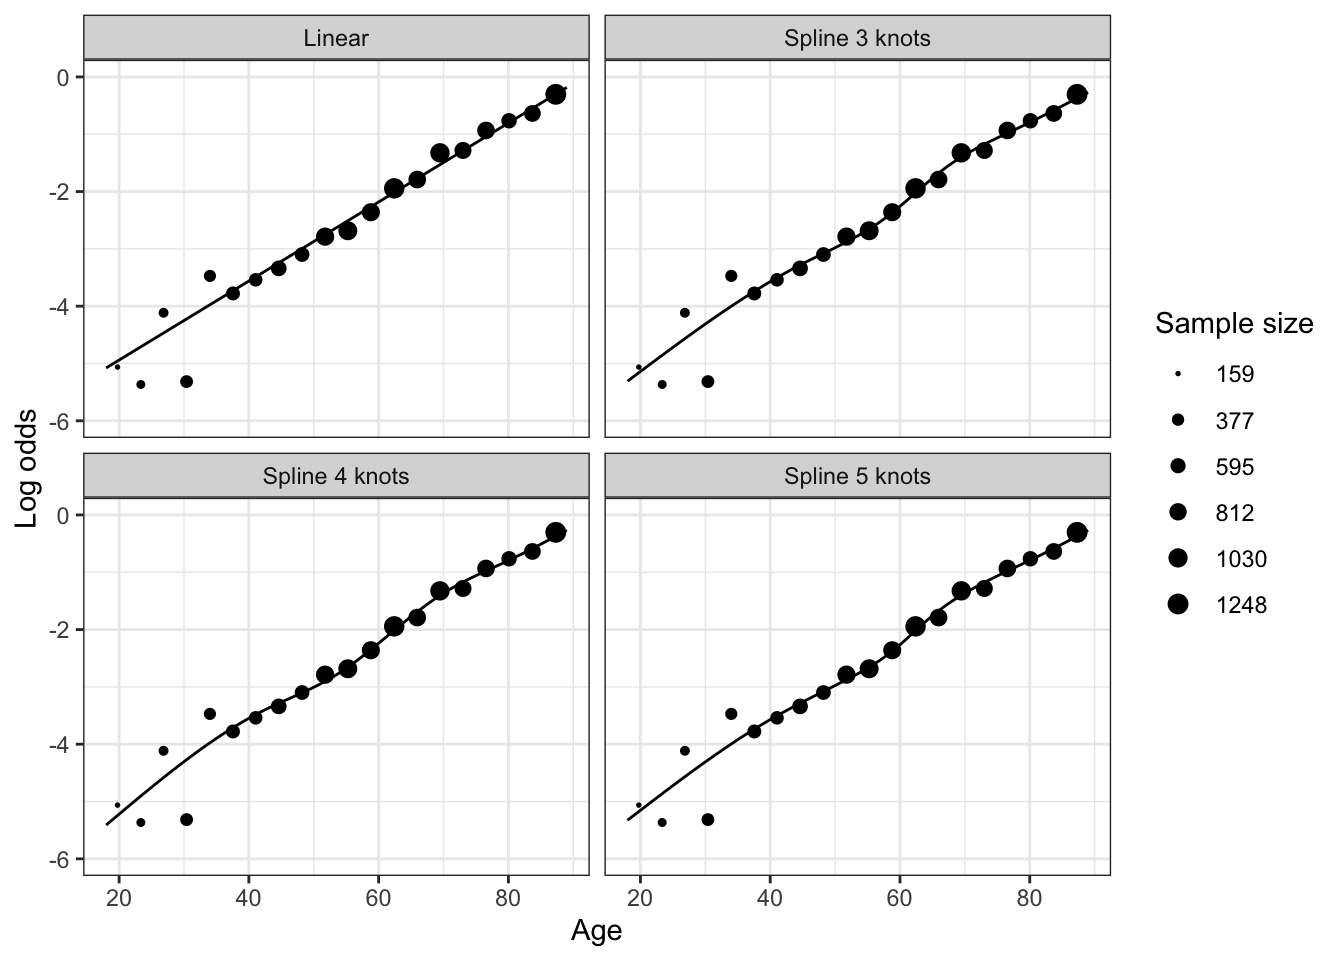 Linear
Spline 3 knots
0
-2
-4
-6
Spline 4 knots
Spline 5 knots
0
-2
-4
-6
20 40 60 80 20 40 60 80
Age
Log odds
Sample size
159
377
595
812
1030
1248